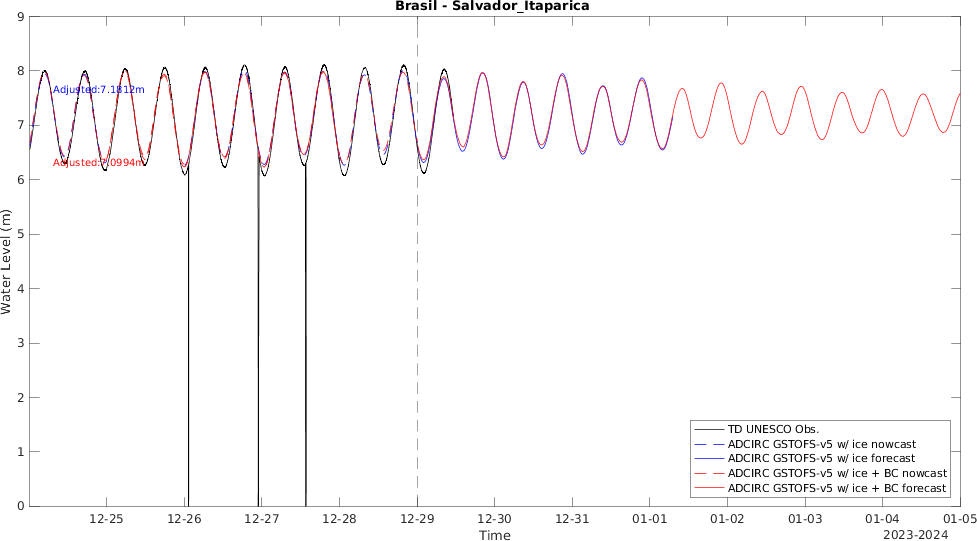 Brasil - Salvador_Itaparica
9
8
7
6
5
4
3
2
1
0
Water Level (m)
Adjusted:7.1812m
Adjusted:7.0994m
TD UNESCO Obs.
ADCIRC GSTOFS-v5 w/ ice nowcast
ADCIRC GSTOFS-v5 w/ ice forecast
ADCIRC GSTOFS-v5 w/ ice + BC nowcast
ADCIRC GSTOFS-v5 w/ ice + BC forecast
12-25 12-26 12-27 12-28 12-29 12-30 12-31 01-01 01-02 01-03 01-04 01-05
Time
2023-2024